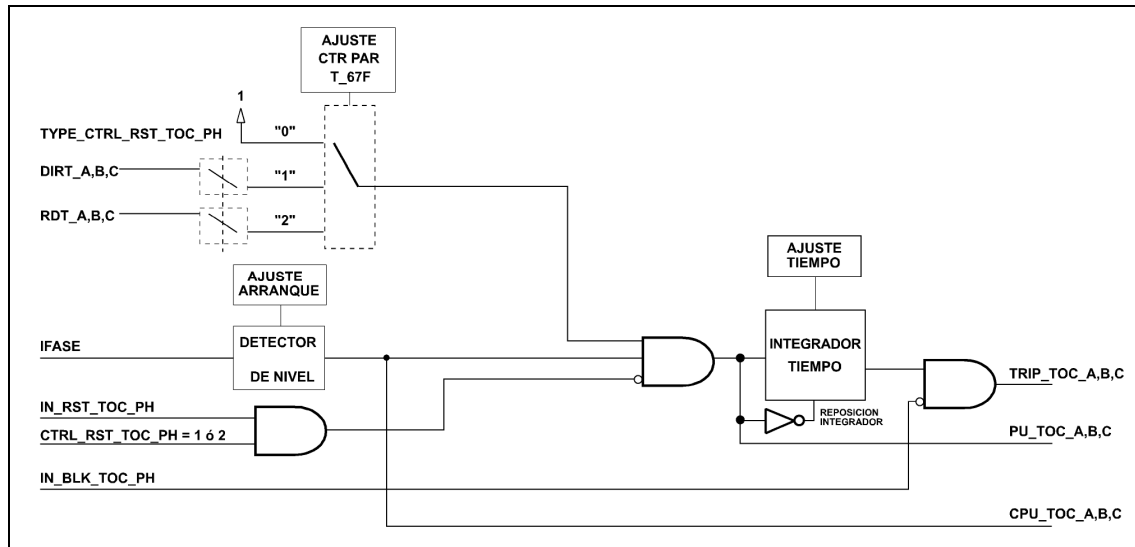 AJUSTE
CTR PAR
T_67F
1
TYPE_CTRL_RST_TOC_PH
"0"
DIRT_A,B,C
"1"
RDT_A,B,C
"2"
AJUSTE
ARRANQUE
AJUSTE
TIEMPO
IFASE
DETECTOR
DE NIVEL
INTEGRADOR
TIEMPO
TRIP_TOC_A,B,C
IN_RST_TOC_PH
REPOSICION
INTEGRADOR
CTRL_RST_TOC_PH = 1 ó 2
PU_TOC_A,B,C
IN_BLK_TOC_PH
CPU_TOC_A,B,C